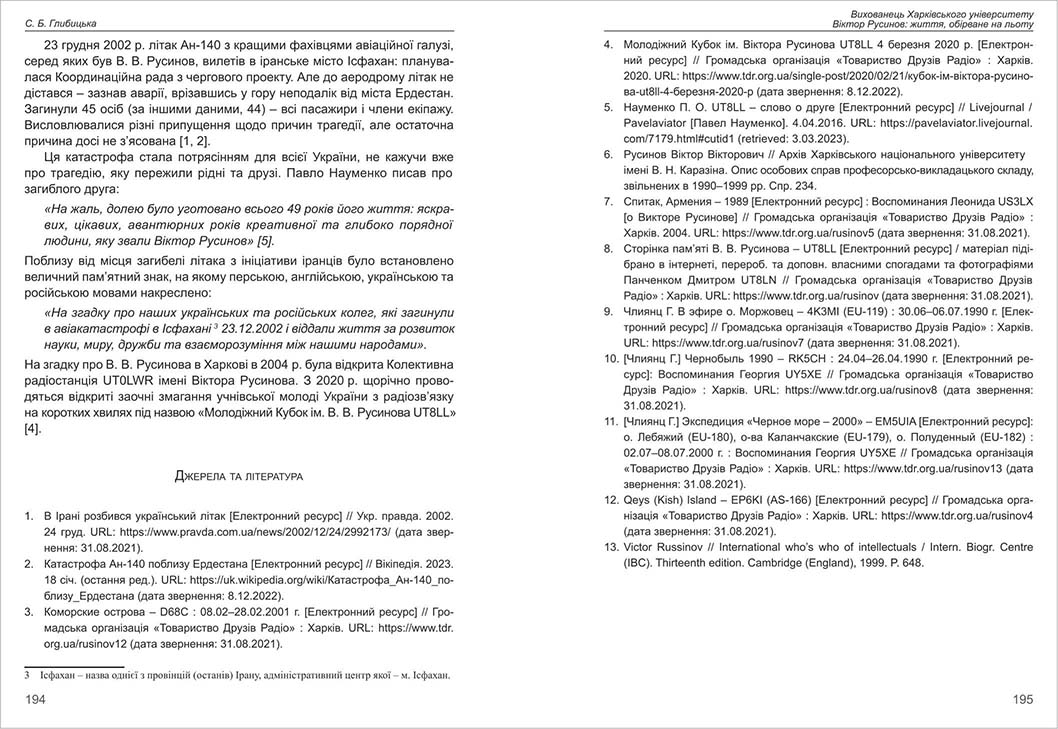 С. Б. Глибицька
23 грудня 2002 р. літак Ан-140 з кращими фахівцями авіаційної галузі,
серед яких був В. В. Русинов, вилетів в іранське місто Ісфахан: планува-
лася Координаційна рада з чергового проекту. Але до аеродрому літак не
дістався – зазнав аварії, врізавшись у гору неподалік від міста Ердестан.
Загинули 45 осіб (за іншими даними, 44) – всі пасажири і члени екіпажу.
Висловлювалися різні припущення щодо причин трагедії, але остаточна
причина досі не з’ясована [1, 2].
Ця катастрофа стала потрясінням для всієї України, не кажучи вже
про трагедію, яку пережили рідні та друзі. Павло Науменко писав про
загиблого друга:
«На жаль, долею було уготовано всього 49 років його життя: яскра-
вих, цікавих, авантюрних років креативної та глибоко порядної
людини, яку звали Віктор Русинов» [5].
Поблизу від місця загибелі літака з ініціативи іранців було встановлено
величний пам’ятний знак, на якому перською, англійською, українською та
російською мовами накреслено:
«На згадку про наших українських та російських колег, які загинули
в авіакатастрофі в Ісфахані 3 23.12.2002 і віддали життя за розвиток
науки, миру, дружби та взаєморозуміння між нашими народами».
На згадку про В. В. Русинова в Харкові в 2004 р. була відкрита Колективна
радіостанція UT0LWR імені Віктора Русинова. З 2020 р. щорічно прово-
дяться відкриті заочні змагання учнівської молоді України з радіозв’язку
на коротких хвилях під назвою «Молодіжний Кубок ім. В. В. Русинова UT8LL»
[4].
Джерела та література
1. В Ірані розбився український літак [Електронний ресурс] // Укр. правда. 2002.
24 груд. URL: https://www.pravda.com.ua/news/2002/12/24/2992173/ (дата звер-
нення: 31.08.2021).
2. Катастрофа Ан-140 поблизу Ердестана [Електронний ресурс] // Вікіпедія. 2023.
18 січ. (остання ред.). URL: https://uk.wikipedia.org/wiki/Катастрофа_Ан-140_по-
близу_Ердестана (дата звернення: 8.12.2022).
3. Коморские острова – D68C : 08.02–28.02.2001 г. [Електронний ресурс] // Гро-
мадська організація «Товариство Друзів Радіо» : Харків. URL: https://www.tdr.
org.ua/rusinov12 (дата звернення: 31.08.2021).
3 Ісфахан – назва однієї з провінцій (останів) Ірану, адміністративний центр якої – м. Ісфахан.
194
Вихованець Харківського університету
Віктор Русинов: життя, обірване на льоту
4. Молодіжний Кубок ім. Віктора Русинова UT8LL 4 березня 2020 р. [Електрон-
ний ресурс] // Громадська організація «Товариство Друзів Радіо» : Харків.
2020. URL: https://www.tdr.org.ua/single-post/2020/02/21/кубок-ім-віктора-русино-
ва-ut8ll-4-березня-2020-р (дата звернення: 8.12.2022).
5. Науменко П. О. UT8LL – слово о друге [Електронний ресурс] // Livejournal /
Pavelaviator [Павел Науменко]. 4.04.2016. URL: https://pavelaviator.livejournal.
com/7179.html#cutid1 (retrieved: 3.03.2023).
6. Русинов Віктор Вікторович // Архів Харківського національного університету
імені В. Н. Каразіна. Опис особових справ професорсько-викладацького складу,
звільнених в 1990–1999 рр. Спр. 234.
7. Спитак, Армения – 1989 [Електронний ресурс] : Воспоминания Леонида US3LX
[о Викторе Русинове] // Громадська організація «Товариство Друзів Радіо» :
Харків. 2004. URL: https://www.tdr.org.ua/rusinov5 (дата звернення: 31.08.2021).
8. Сторінка пам’яті В. В. Русинова – UT8LL [Електронний ресурс] / матеріал піді-
брано в інтернеті, перероб. та доповн. власними спогадами та фотографіями
Панченком Дмитром UT8LN // Громадська організація «Товариство Друзів
Радіо» : Харків. URL: https://www.tdr.org.ua/rusinov (дата звернення: 31.08.2021).
9. Члиянц Г. В эфире о. Моржовец – 4K3MI (EU-119) : 30.06–06.07.1990 г. [Елек-
тронний ресурс] // Громадська організація «Товариство Друзів Радіо» : Харків.
URL: https://www.tdr.org.ua/rusinov7 (дата звернення: 31.08.2021).
10. [Члиянц Г.] Чернобыль 1990 – RK5CH : 24.04–26.04.1990 г. [Електронний ре-
сурс]: Воспоминания Георгия UY5XE // Громадська організація «Товариство
Друзів Радіо» : Харків. URL: https://www.tdr.org.ua/rusinov8 (дата звернення:
31.08.2021).
11. [Члиянц Г.] Экспедиция «Черное море – 2000» – EM5UIA [Електронний ресурс]:
о. Лебяжий (EU-180), о-ва Каланчакские (EU-179), о. Полуденный (EU-182) :
02.07–08.07.2000 г. : Воспоминания Георгия UY5XE // Громадська організація
«Товариство Друзів Радіо» : Харків. URL: https://www.tdr.org.ua/rusinov13 (дата
звернення: 31.08.2021).
12. Qeys (Kish) Island – EP6KI (AS-166) [Електронний ресурс] // Громадська орга-
нізація «Товариство Друзів Радіо» : Харків. URL: https://www.tdr.org.ua/rusinov4
(дата звернення: 31.08.2021).
13. Victor Russinov // International who’s who of intellectuals / Intern. Biogr. Centre
(IBC). Thirteenth edition. Cambridge (England), 1999. P. 648.
195